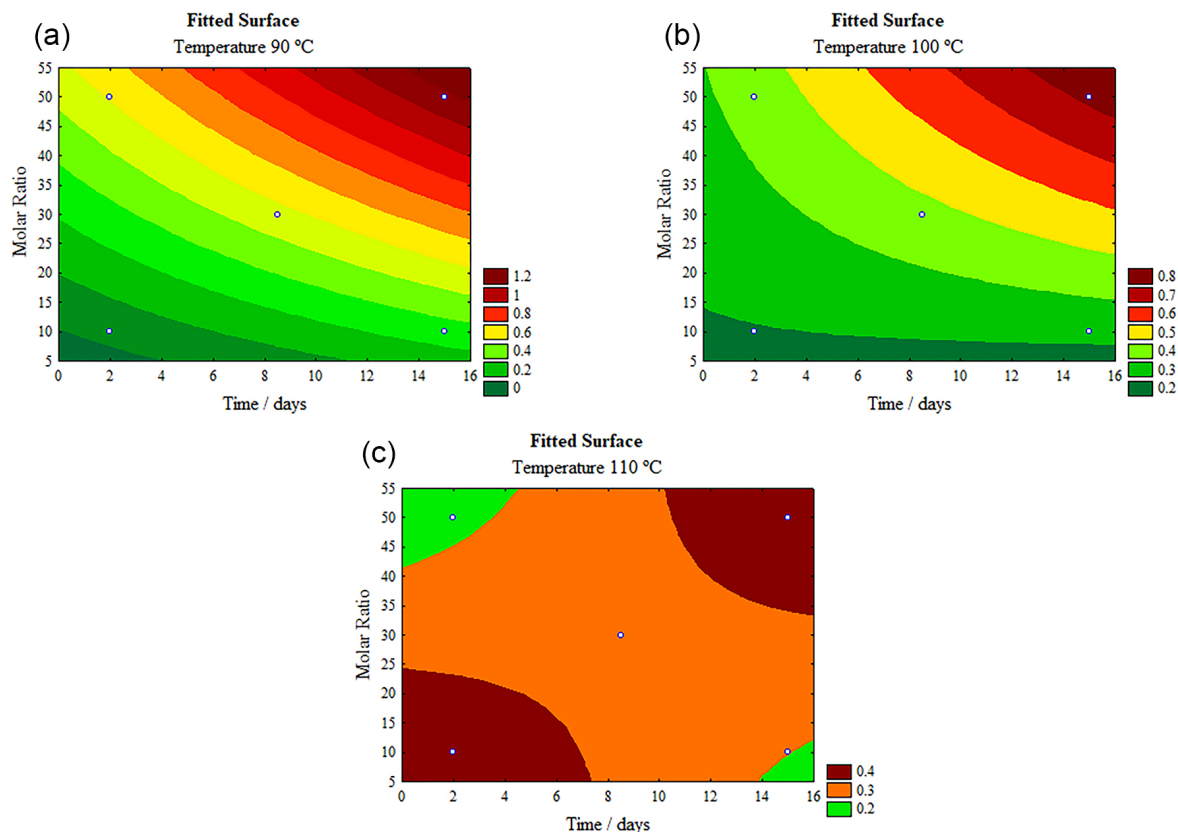 (a)
Fitted Surface
Temperature 90 ºC
55
50
45
40
35
30
25
20
15
10
5
Molar Ratio
0 2 4 6 8 10 12 14 16
Time / days
1.2
1
0.8
0.6
0.4
0.2
0
(b)
Fitted Surface
Temperature 100 ºC
55
50
45
40
35
30
25
20
15
10
5
Molar Ratio
0 2 4 6 8 10 12 14 16
Time / days
0.8
0.7
0.6
0.5
0.4
0.3
0.2
(c)
Fitted Surface
Temperature 110 ºC
55
50
45
40
35
30
25
20
15
10
5
Molar Ratio
0 2 4 6 8 10 12 14 16
Time / days
0.4
0.3
0.2